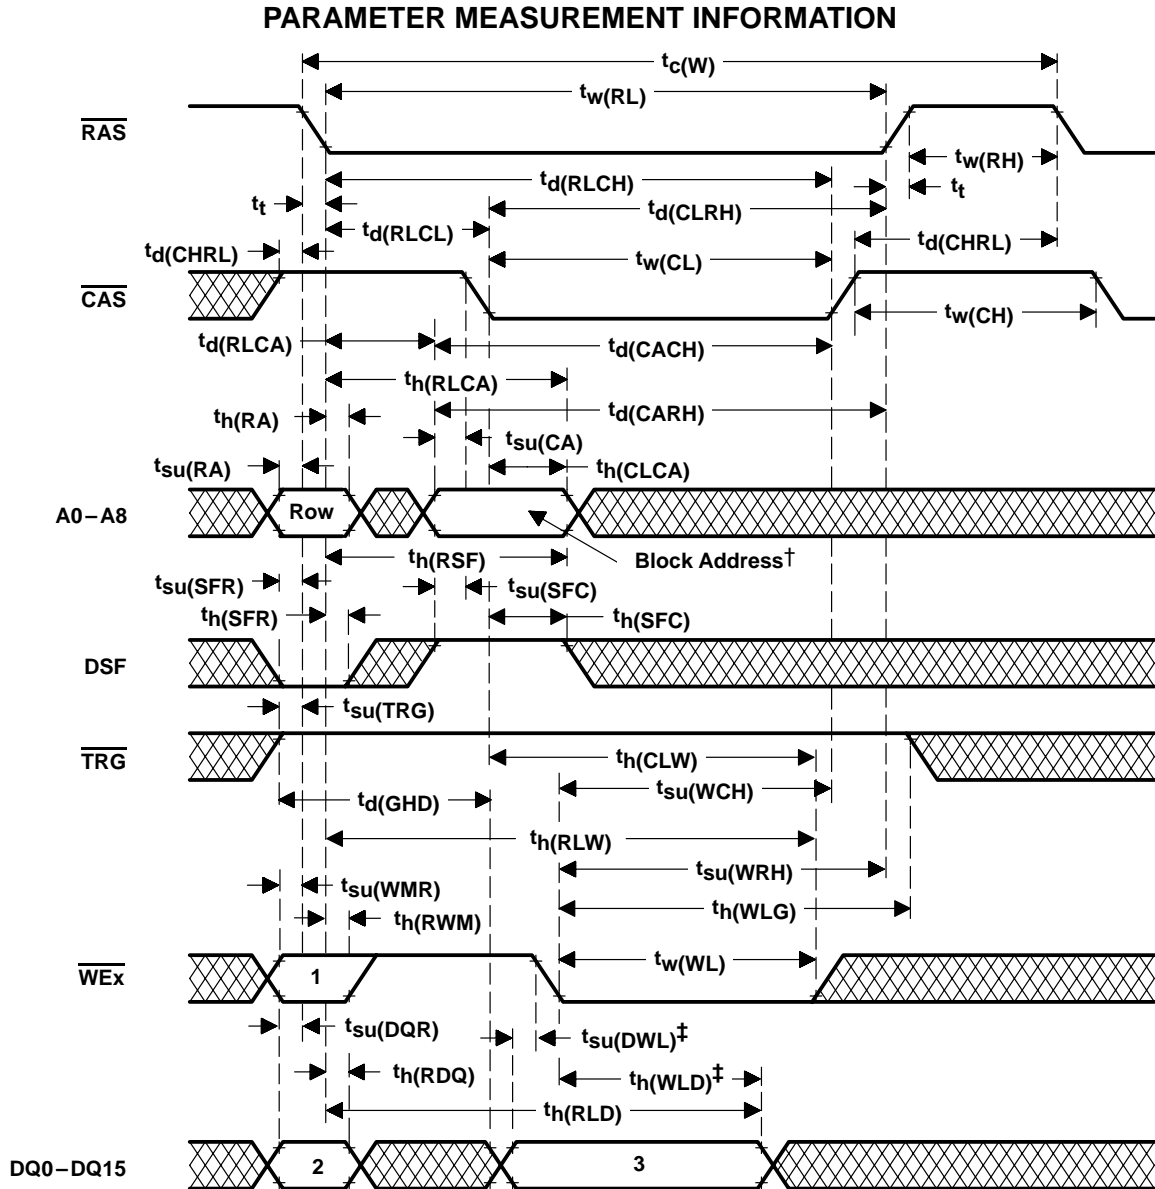 PARAMETER MEASUREMENT INFORMATION
tc(W)
tw(RL)
RAS
tw(RH)
td(RLCH)
tt
tt
td(CLRH)
td(RLCL)
td(CHRL)
td(CHRL)
tw(CL)
CAS
tw(CH)
td(RLCA)
td(CACH)
th(RLCA)
th(RA)
td(CARH)
tsu(CA)
tsu(RA)
th(CLCA)
A0–A8
Row
Block Address†
th(RSF)
tsu(SFR)
tsu(SFC)
th(SFR)
th(SFC)
DSF
tsu(TRG)
TRG
th(CLW)
tsu(WCH)
td(GHD)
th(RLW)
tsu(WRH)
tsu(WMR)
th(WLG)
th(RWM)
tw(WL)
WEx
1
tsu(DQR)
tsu(DWL)‡
th(RDQ)
th(WLD)‡
th(RLD)
DQ0–DQ15
2
3